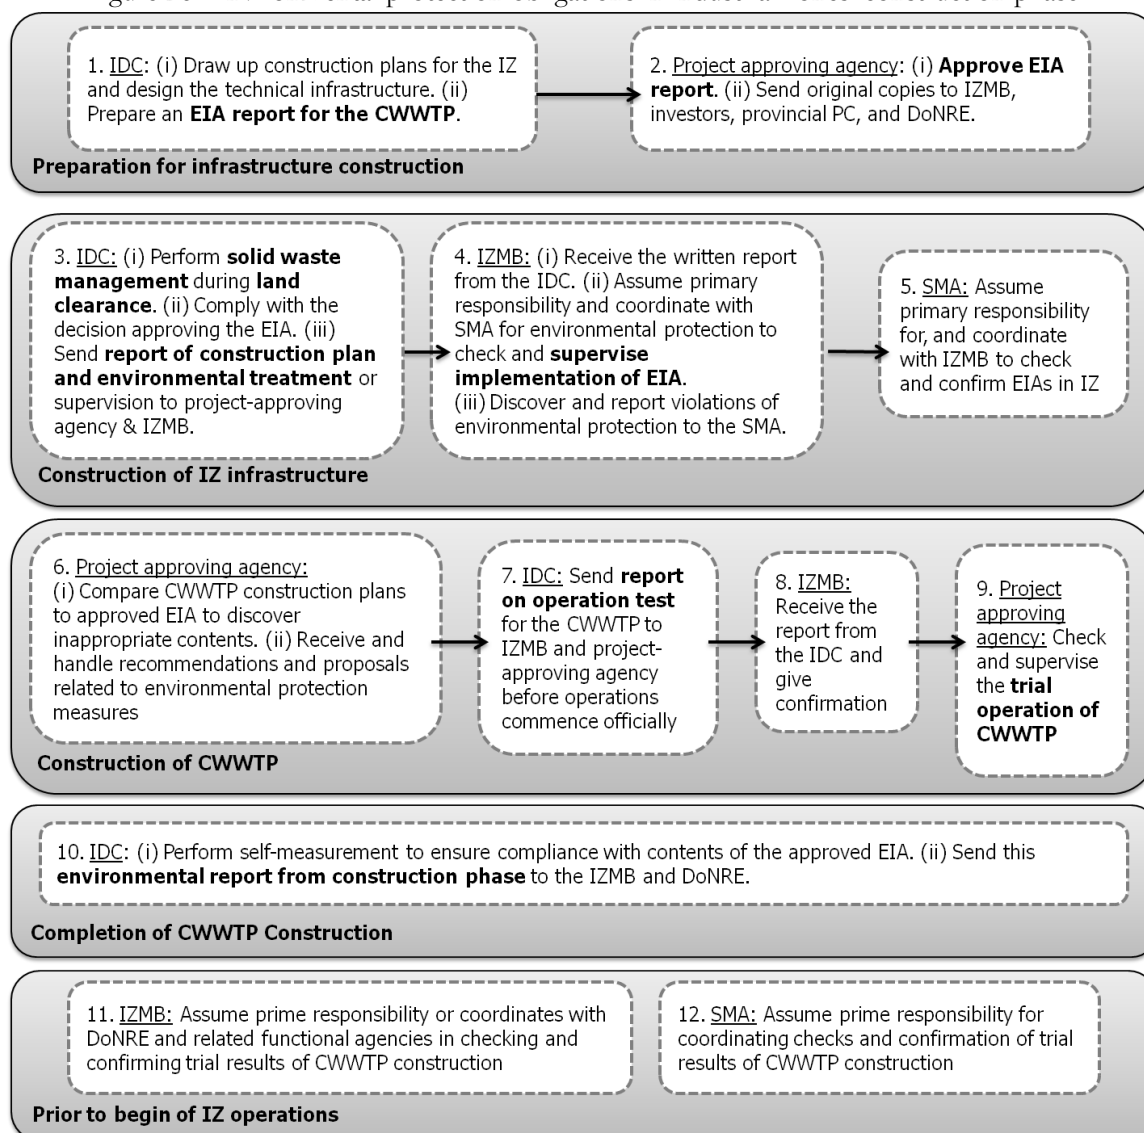 1. IDC: (i) Draw up construction plans for the IZ
and design the technical infrastructure. (ii)
Prepare an EIA report for the CWWTP.
2. Project approving agency: (i) Approve EIA
report. (ii) Send original copies to IZMB,
investors, provincial PC, and DoNRE.
Preparation for infrastructure construction
3. IDC: (i) Perform solid waste
management during land
clearance. (ii) Comply with the
decision approving the EIA. (iii)
Send report of construction plan
and environmental treatment or
supervision to project-approving
agency & IZMB.
4. IZMB: (i) Receive the written report
from the IDC. (ii) Assume primary
responsibility and coordinate with
SMA for environmental protection to
check and supervise
implementation of EIA.
(iii) Discover and report violations of
environmental protection to the SMA.
5. SMA: Assume
primary responsibility
for, and coordinate
with IZMB to check
and confirm EIAs in IZ
Construction of IZ infrastructure
6. Project approving agency:
(i) Compare CWWTP construction plans
to approved EIA to discover
inappropriate contents. (ii) Receive and
handle recommendations and proposals
related to environmental protection
measures
7. IDC: Send report
on operation test
for the CWWTP to
IZMB and project-
approving agency
before operations
commence officially
8. IZMB:
Receive the
report from
the IDC and
give
confirmation
9. Project
approving
agency: Check
and supervise
the trial
operation of
CWWTP
Construction of CWWTP
10. IDC: (i) Perform self-measurement to ensure compliance with contents of the approved EIA. (ii) Send this
environmental report from construction phase to the IZMB and DoNRE.
Completion of CWWTP Construction
11. IZMB: Assume prime responsibility or coordinates with
DoNRE and related functional agencies in checking and
confirming trial results of CWWTP construction
12. SMA: Assume prime responsibility for
coordinating checks and confirmation of trial
results of CWWTP construction
Prior to begin of IZ operations